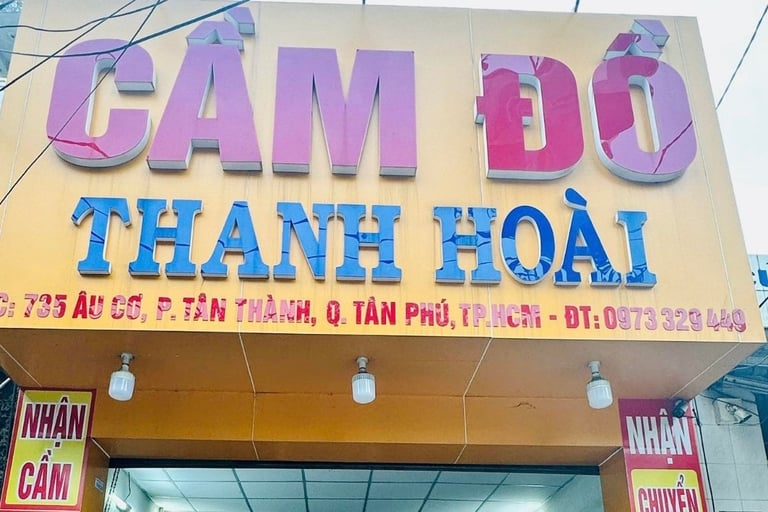 CẦM ĐỒ
THANH HOÀI
C: 735 ÂU CƠ, P. TÂN THÀNH, Q. TÂN PHÚ, TP.HCM - ĐT: 0973 329 449
NHẬN
CẦM
NHẬN
CHUYỂN